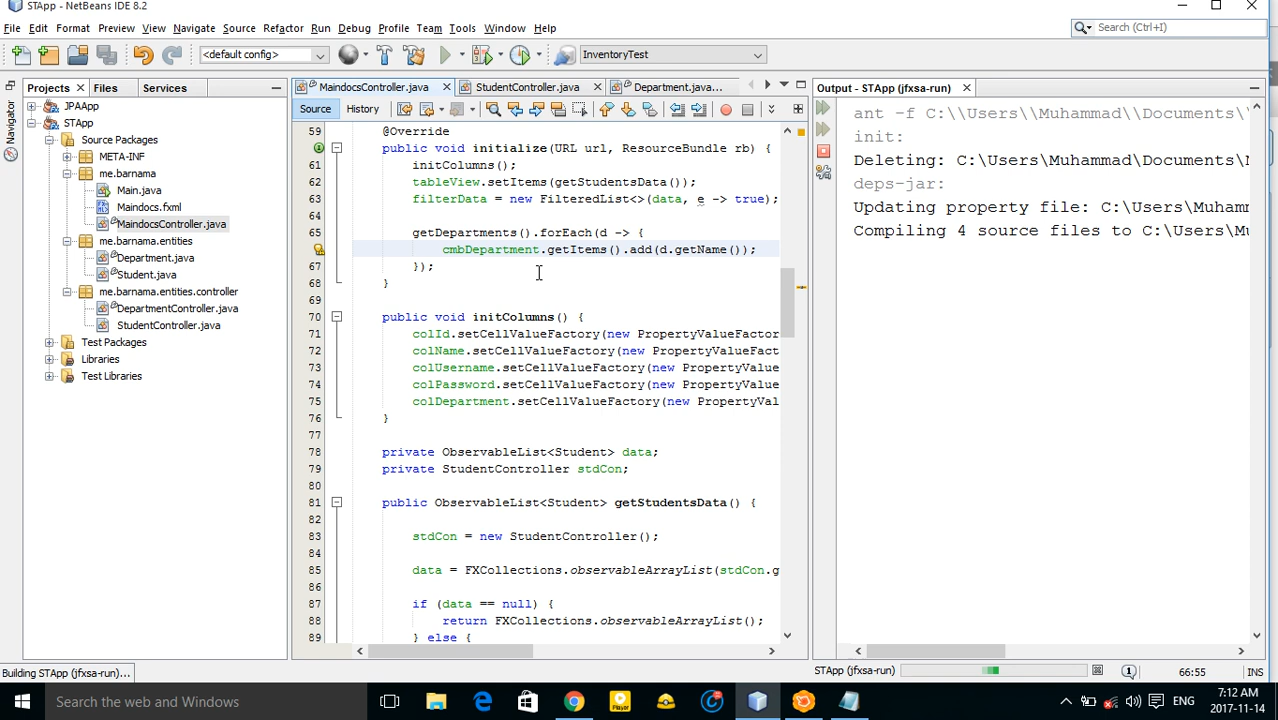 STApp - NetBeans IDE 8.2
File Edit Format Preview View Navigate Source Refactor Run Debug Profile Team Tools Window Help
Search (Ctrl+I)
<default config>
InventoryTest
Projects Files Services
MaindocsController.java StudentController.java Department.java...
Output - STApp (jfxsa-run)
Navigator
Source History
JPAApp
STApp
Source Packages
META-INF
me.barnama
Main.java
Maindocs.fxml
MaindocsController.java
me.barnama.entities
Department.java
Student.java
me.barnama.entities.controller
DepartmentController.java
StudentController.java
Test Packages
Libraries
Test Libraries
59 @Override
public void initialize(URL url, ResourceBundle rb) {
61 initColumns();
62 tableView.setItems(getStudentsData());
63 filterData = new FilteredList<>(data, e -> true);
64
65 getDepartments().forEach(d -> {
cmbDepartment.getItems().add(d.getName());
67 });
68 }
69
70 public void initColumns() {
71 colId.setCellValueFactory(new PropertyValueFactor
72 colName.setCellValueFactory(new PropertyValueFact
73 colUsername.setCellValueFactory(new PropertyValue
74 colPassword.setCellValueFactory(new PropertyValue
75 colDepartment.setCellValueFactory(new PropertyVal
76 }
77
78 private ObservableList<Student> data;
79 private StudentController stdCon;
80
81 public ObservableList<Student> getStudentsData() {
82
83 stdCon = new StudentController();
84
85 data = FXCollections.observableArrayList(stdCon.g
86
87 if (data == null) {
88 return FXCollections.observableArrayList();
89 } else {
ant -f C:\\Users\\Muhammad\\Documents\\
init:
Deleting: C:\Users\Muhammad\Documents\
deps-jar:
Updating property file: C:\Users\Muham
Compiling 4 source files to C:\Users\Mu
Building STApp (jfxsa-run)...
STApp (jfxsa-run)
1
66:55
INS
Search the web and Windows
Player
ENG
7:12 AM
2017-11-14